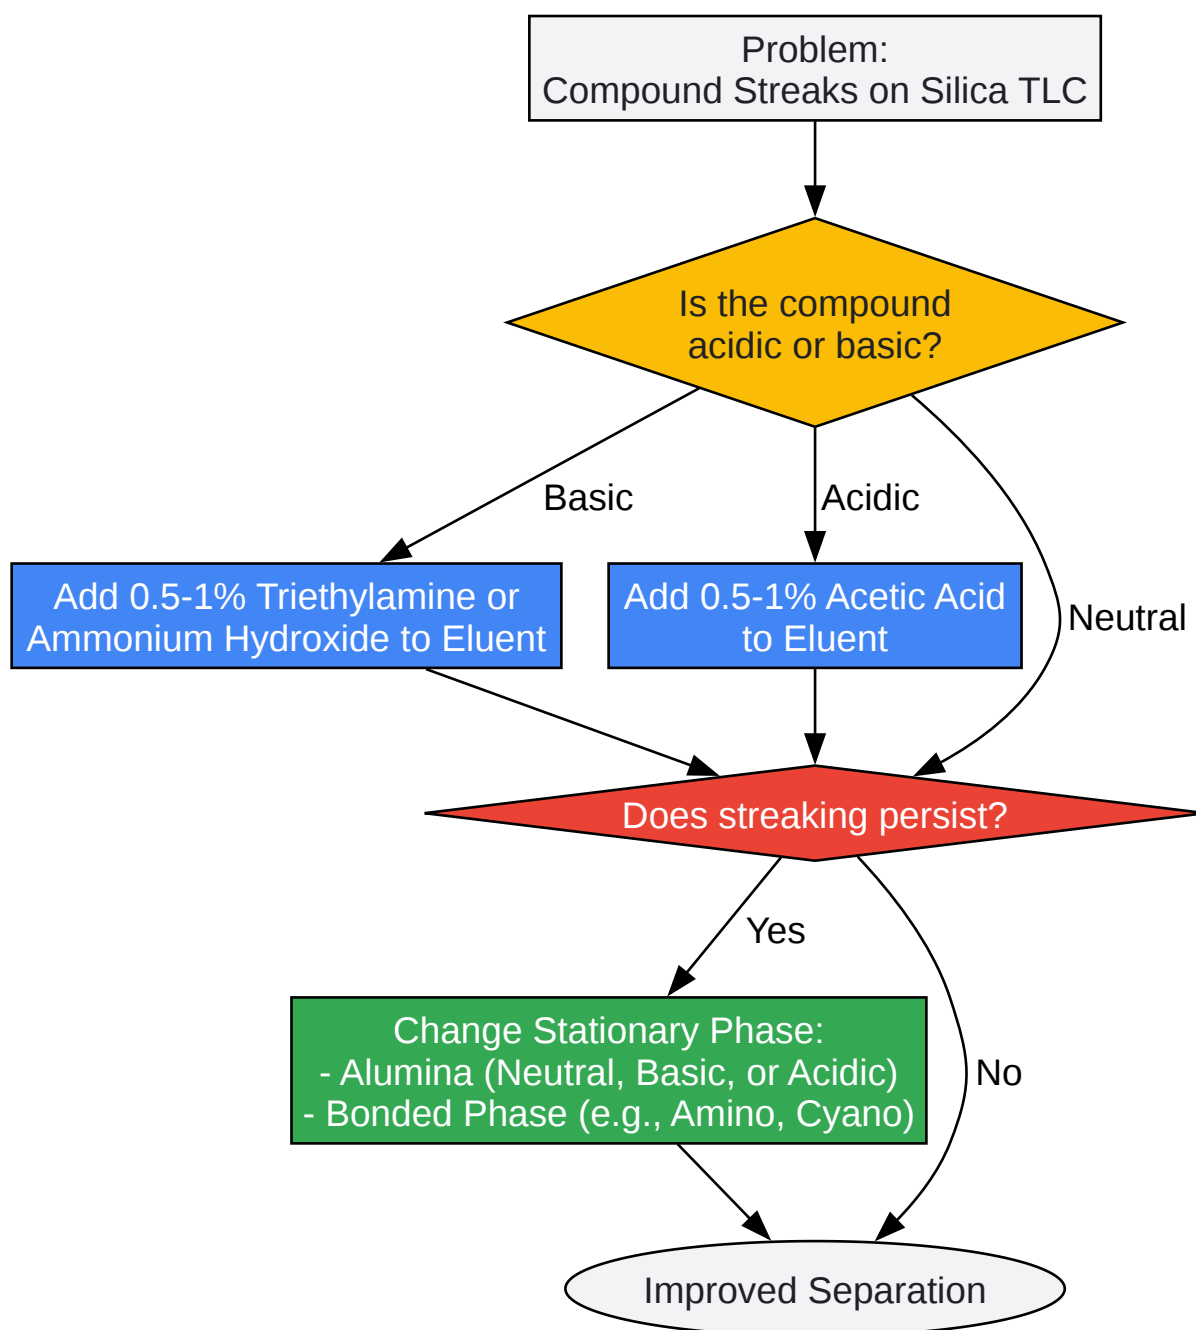 Problem:
Compound Streaks on Silica TLC
Is the compound
acidic or basic?
Basic
Acidic
Add 0.5-1% Triethylamine or
Ammonium Hydroxide to Eluent
Add 0.5-1% Acetic Acid
to Eluent
Neutral
Does streaking persist?
Yes
Change Stationary Phase:
- Alumina (Neutral, Basic, or Acidic)
- Bonded Phase (e.g., Amino, Cyano)
No
Improved Separation